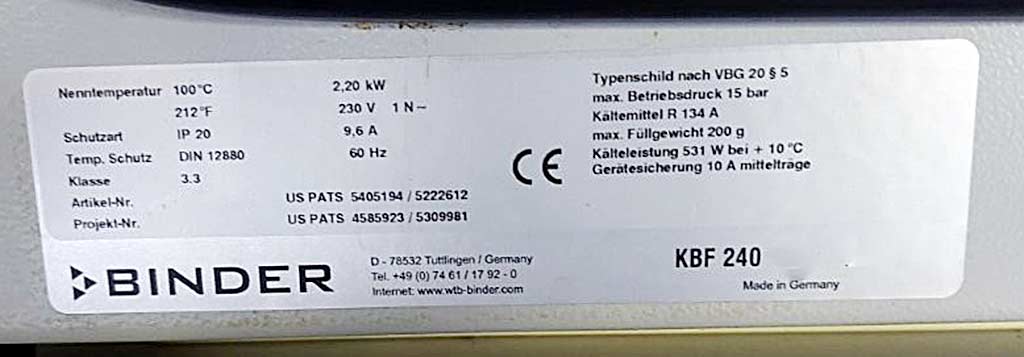 Nenntemperatur 100°C 2,20 kW
212°F 230 V 1 N~
Schutzart IP 20 9,6 A
Temp. Schutz DIN 12880 60 Hz
Klasse 3.3
Artikel-Nr. US PATS 5405194 / 5222612
Projekt-Nr. US PATS 4585923 / 5309981
Typenschild nach VBG 20 § 5
max. Betriebsdruck 15 bar
Kältemittel R 134 A
max. Füllgewicht 200 g
Kälteleistung 531 W bei + 10 °C
Gerätesicherung 10 A mittelträge
CE
BINDER
D - 78532 Tuttlingen / Germany
Tel. +49 (0) 74 61 / 17 92 - 0
Internet: www.wtb-binder.com
KBF 240
Made in Germany